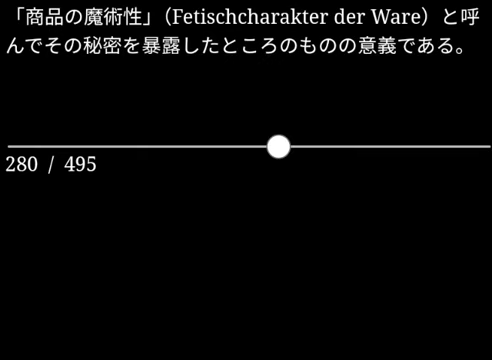 「商品の魔術性」（Fetischcharakter der Ware）と呼
んでその秘密を暴露したところのものの意義である。
280 / 495